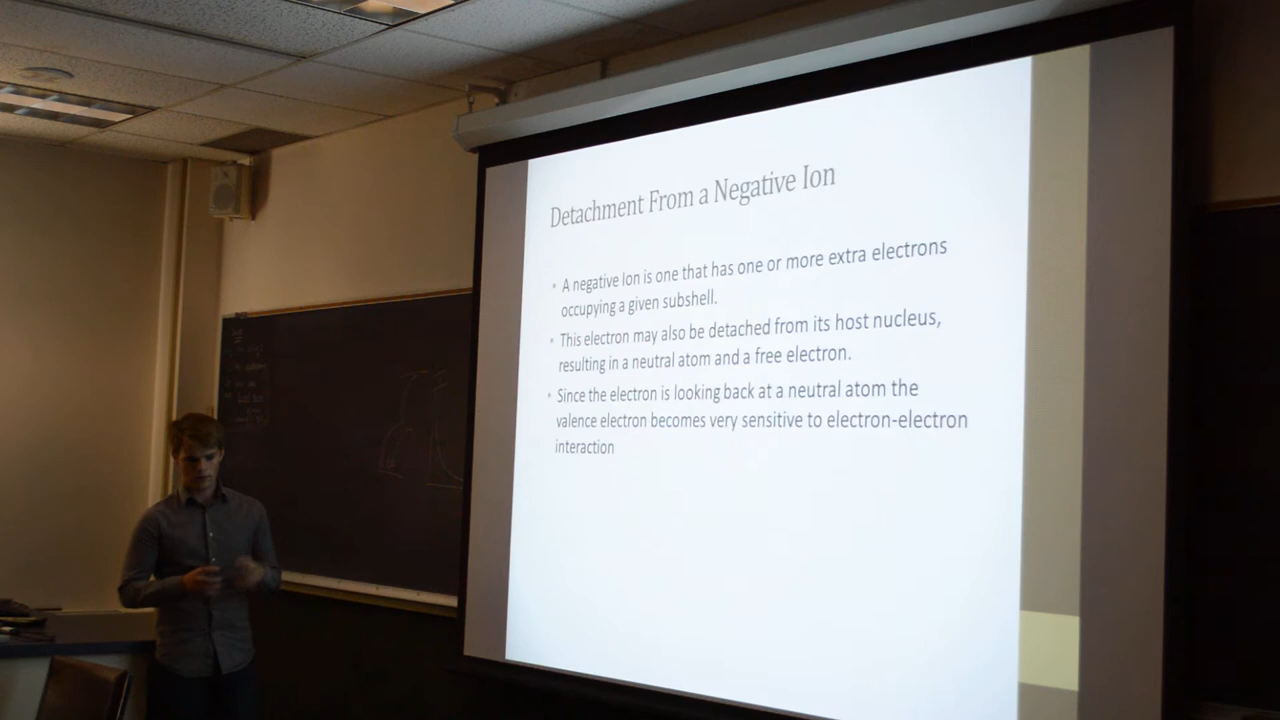 Detachment From a Negative Ion
A negative Ion is one that has one or more extra electrons
occupying a given subshell.
This electron may also be detached from its host nucleus,
resulting in a neutral atom and a free electron.
Since the electron is looking back at a neutral atom the
valence electron becomes very sensitive to electron-electron
interaction